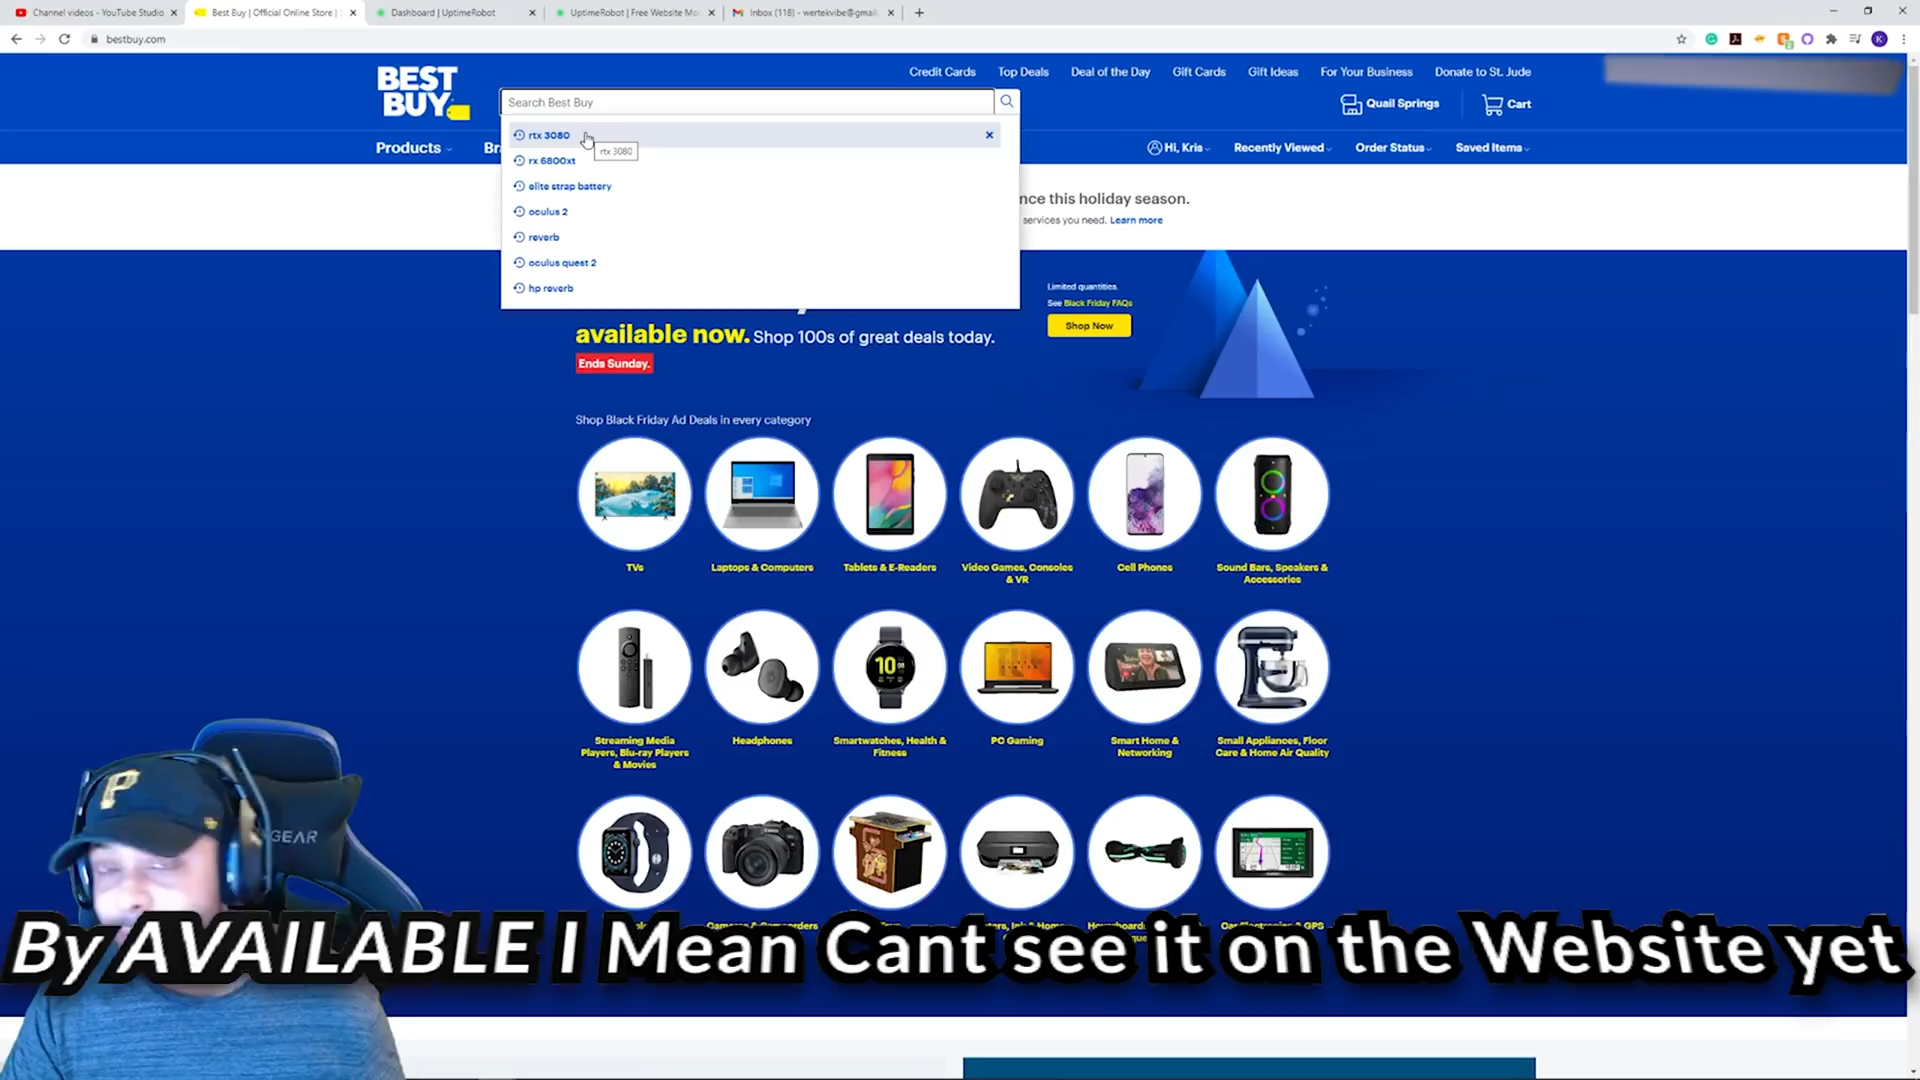 Channel videos - YouTube Studio
Best Buy | Official Online Store | S
Dashboard | UptimeRobot
UptimeRobot | Free Website Mo
Inbox (118) - wertekvibe@gmail.
bestbuy.com
BEST
BUY
Credit Cards
Top Deals
Deal of the Day
Gift Cards
Gift Ideas
For Your Business
Donate to St. Jude
Search Best Buy
Quail Springs
Cart
Products
Br
Hi, Kris
Recently Viewed
Order Status
Saved Items
rtx 3080
rtx 3080
rx 6800xt
elite strap battery
oculus 2
reverb
oculus quest 2
hp reverb
nce this holiday season.
services you need. Learn more
Limited quantities.
See Black Friday FAQs
Shop Now
available now. Shop 100s of great deals today.
Ends Sunday.
Shop Black Friday Ad Deals in every category
TVs
Laptops & Computers
Tablets & E-Readers
Video Games, Consoles
& VR
Cell Phones
Sound Bars, Speakers &
Accessories
Streaming Media
Players, Blu-ray Players
& Movies
Headphones
Smartwatches, Health &
Fitness
PC Gaming
Smart Home &
Networking
Small Appliances, Floor
Care & Home Air Quality
P
GEAR
By AVAILABLE I Mean Cant see it on the Website yet